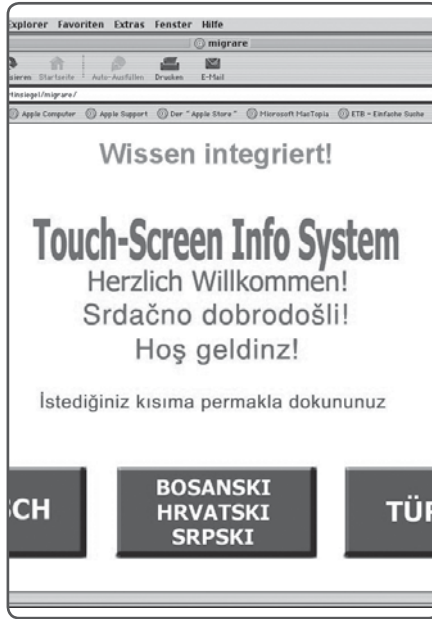 Explorer Favoriten Extras Fenster Hilfe
migrare
Startseite Auto-Ausfüllen Drucken E-Mail
tinsiegel/migrare/
Apple Computer Apple Support Der "Apple Store" Microsoft MacTopia ETB - Einfache Suche
Wissen integriert!
Touch-Screen Info System
Herzlich Willkommen!
Srdačno dobrodošli!
Hoş geldinz!
İstediğiniz kısıma permakla dokununuz
SCH
BOSANSKI
HRVATSKI
SRPSKI
TÜR